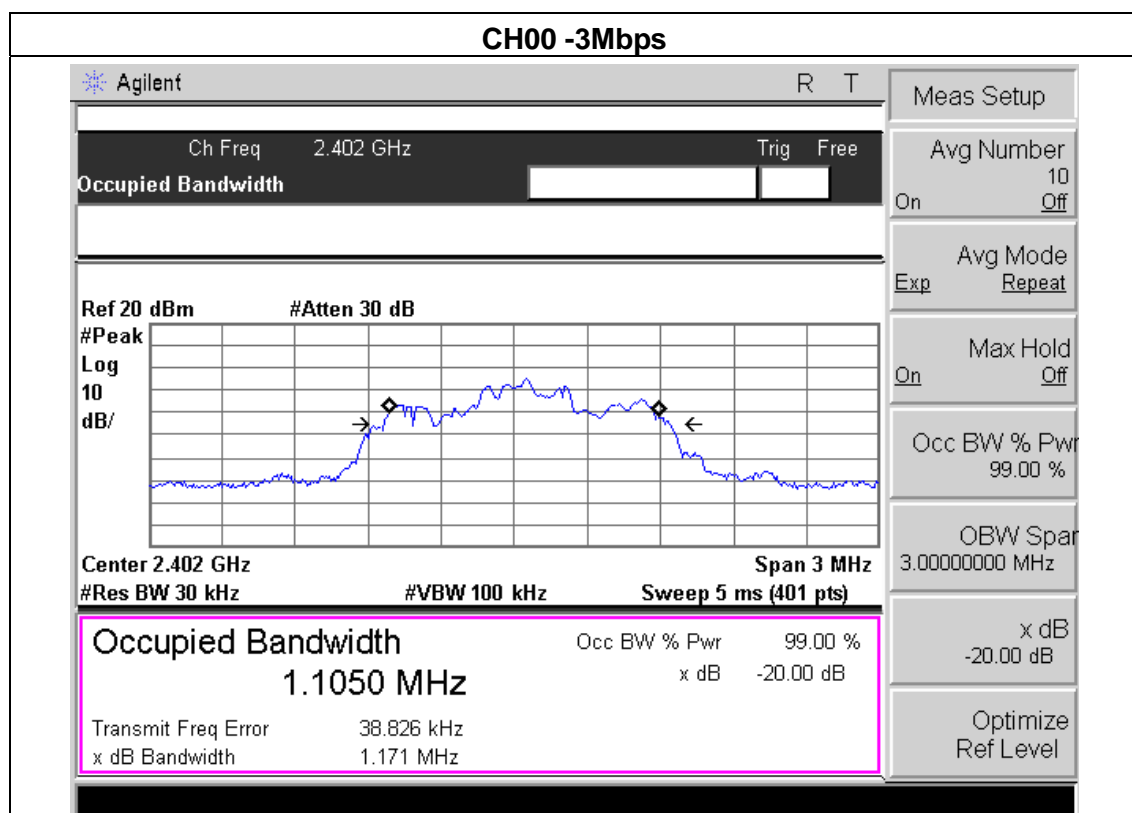 CH00 -3Mbps
Agilent R T
Ch Freq 2.402 GHz Trig Free
Occupied Bandwidth
Ref 20 dBm #Atten 30 dB
#Peak
Log
10
dB/
Center 2.402 GHz Span 3 MHz
#Res BW 30 kHz #VBW 100 kHz Sweep 5 ms (401 pts)
Occupied Bandwidth Occ BW % Pwr 99.00 %
1.1050 MHz x dB -20.00 dB
Transmit Freq Error 38.826 kHz
x dB Bandwidth 1.171 MHz
Meas Setup
Avg Number
10
On Off
Avg Mode
Exp Repeat
Max Hold
On Off
Occ BW % Pwr
99.00 %
OBW Span
3.00000000 MHz
x dB
-20.00 dB
Optimize
Ref Level